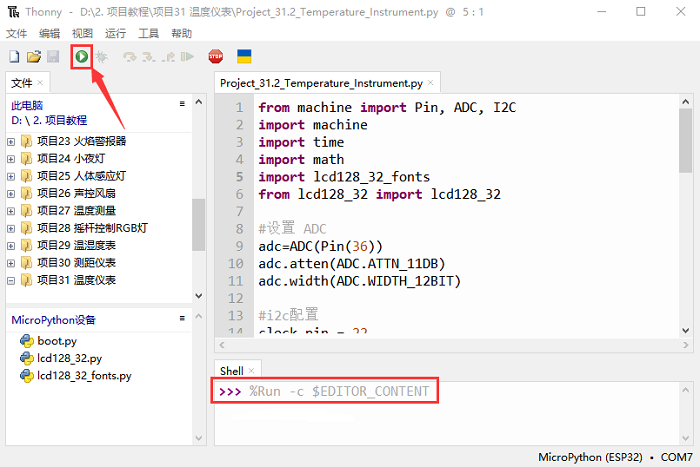 Thonny - D:\2. 项目教程\项目31 温度仪表\Project_31.2_Temperature_Instrument.py @ 5 : 1
文件 编辑 视图 运行 工具 帮助
STOP
文件 ×
此电脑
D: \ 2. 项目教程
项目23 火焰警报器
项目24 小夜灯
项目25 人体感应灯
项目26 声控风扇
项目27 温度测量
项目28 摇杆控制RGB灯
项目29 温湿度表
项目30 测距仪表
项目31 温度仪表
MicroPython设备
boot.py
lcd128_32.py
lcd128_32_fonts.py
Project_31.2_Temperature_Instrument.py ×
1 from machine import Pin, ADC, I2C
2 import machine
3 import time
4 import math
5 import lcd128_32_fonts
6 from lcd128_32 import lcd128_32
7
8 #设置 ADC
9 adc=ADC(Pin(36))
10 adc.atten(ADC.ATTN_11DB)
11 adc.width(ADC.WIDTH_12BIT)
12
13 #i2c配置
14 clock_pin = 22
Shell ×
>>> %Run -c $EDITOR_CONTENT
MicroPython (ESP32) • COM7